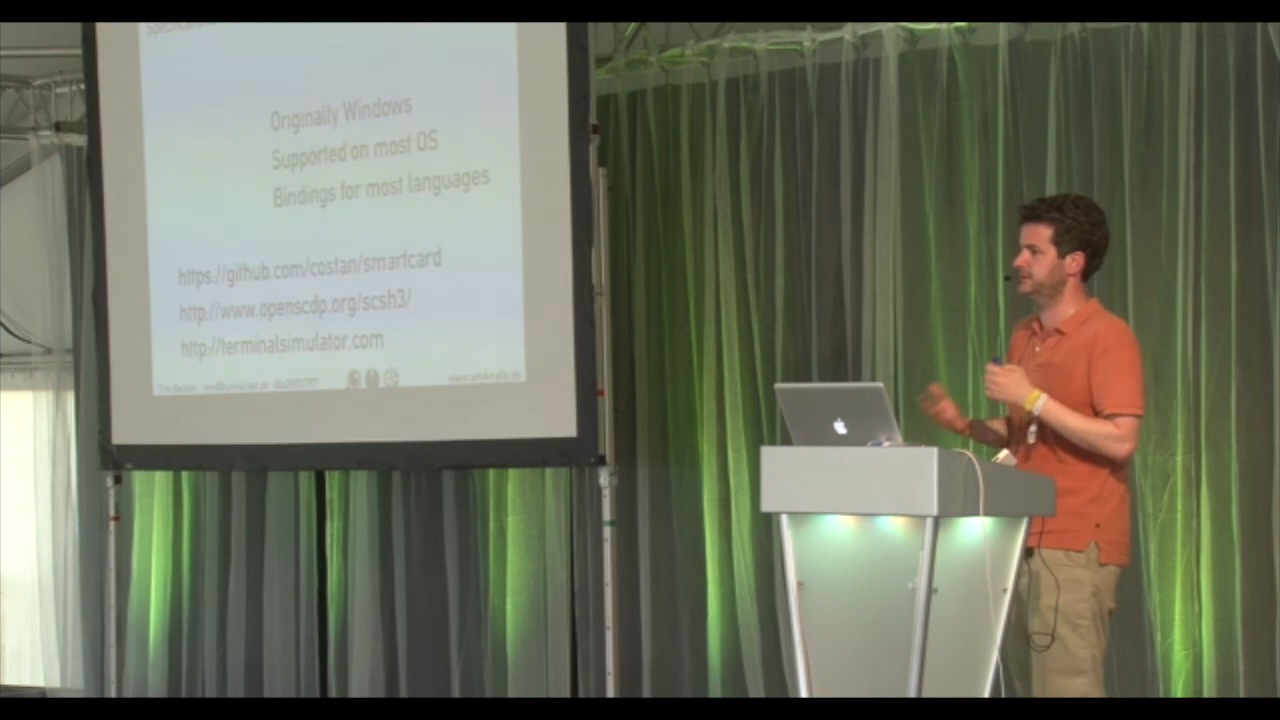 Originally Windows
Supported on most OS
Bindings for most languages
https://github.com/costan/smartcard
http://www.openscdp.org/scsh3/
http://terminalsimulator.com